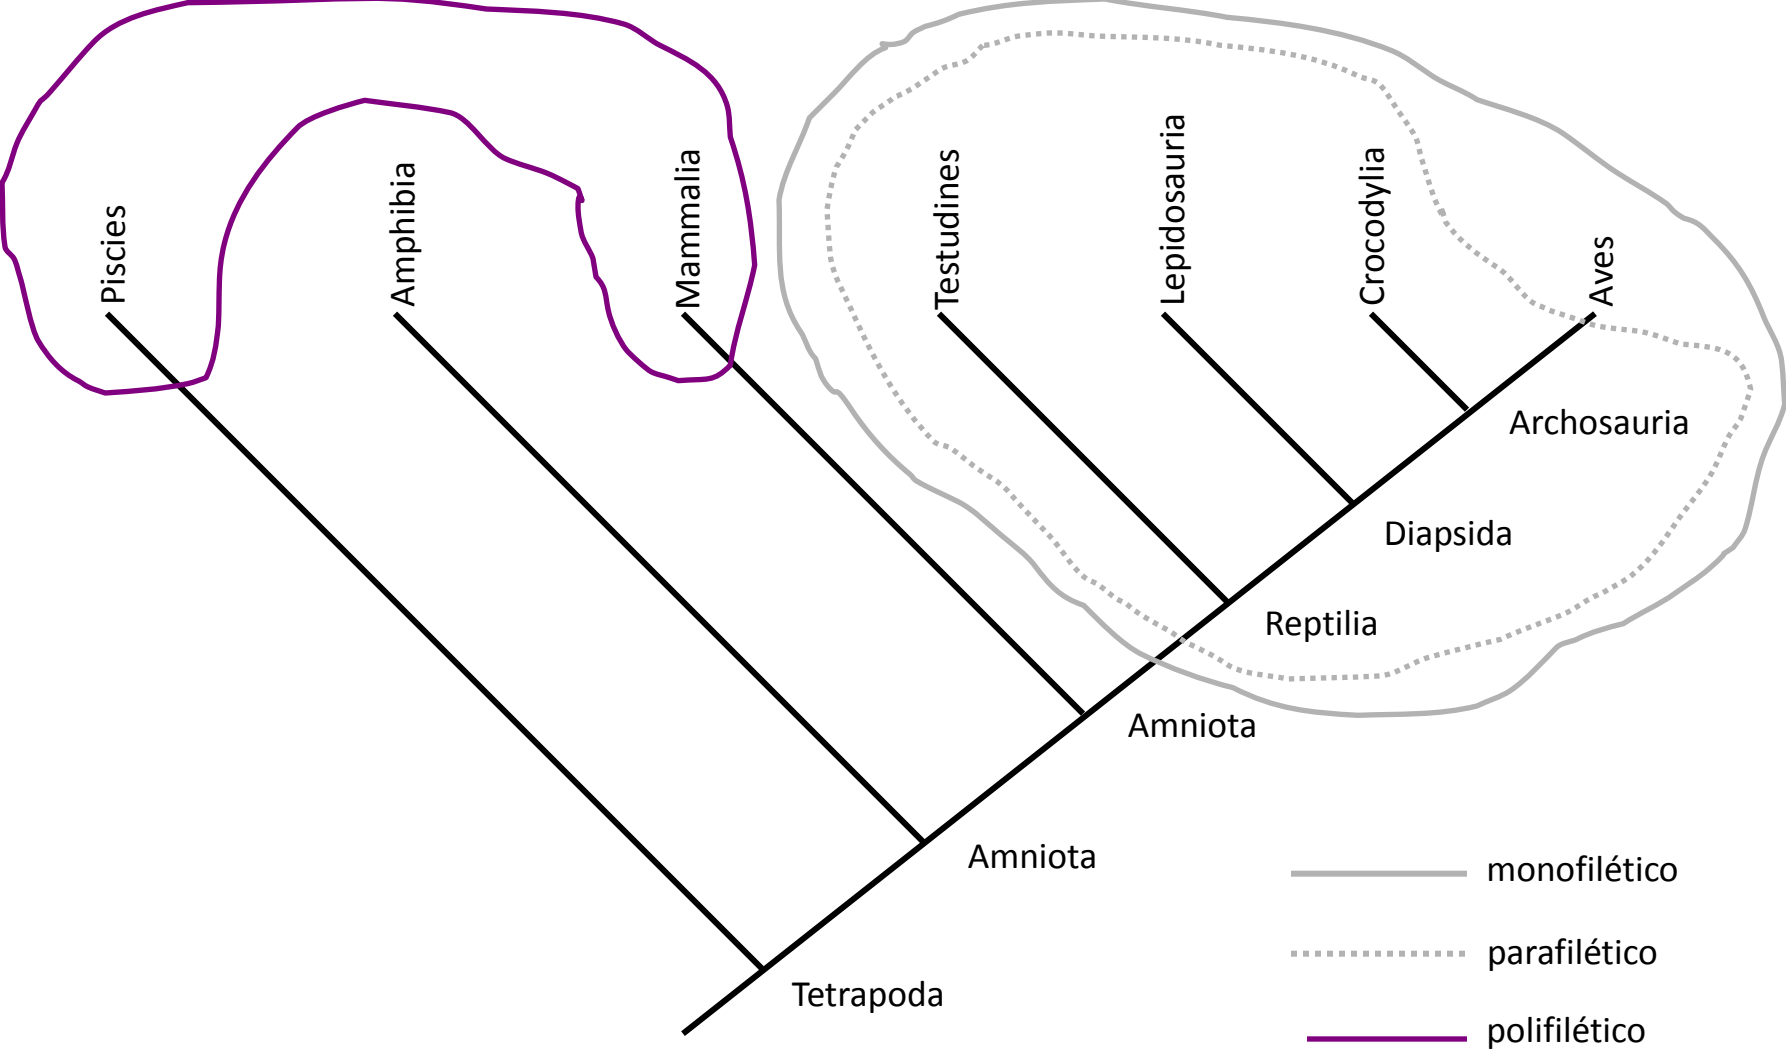 Piscies
Amphibia
Mammalia
Testudines
Lepidosauria
Crocodylia
Aves
Archosauria
Diapsida
Reptilia
Amniota
Amniota
Tetrapoda
monofilético
parafilético
polifilético